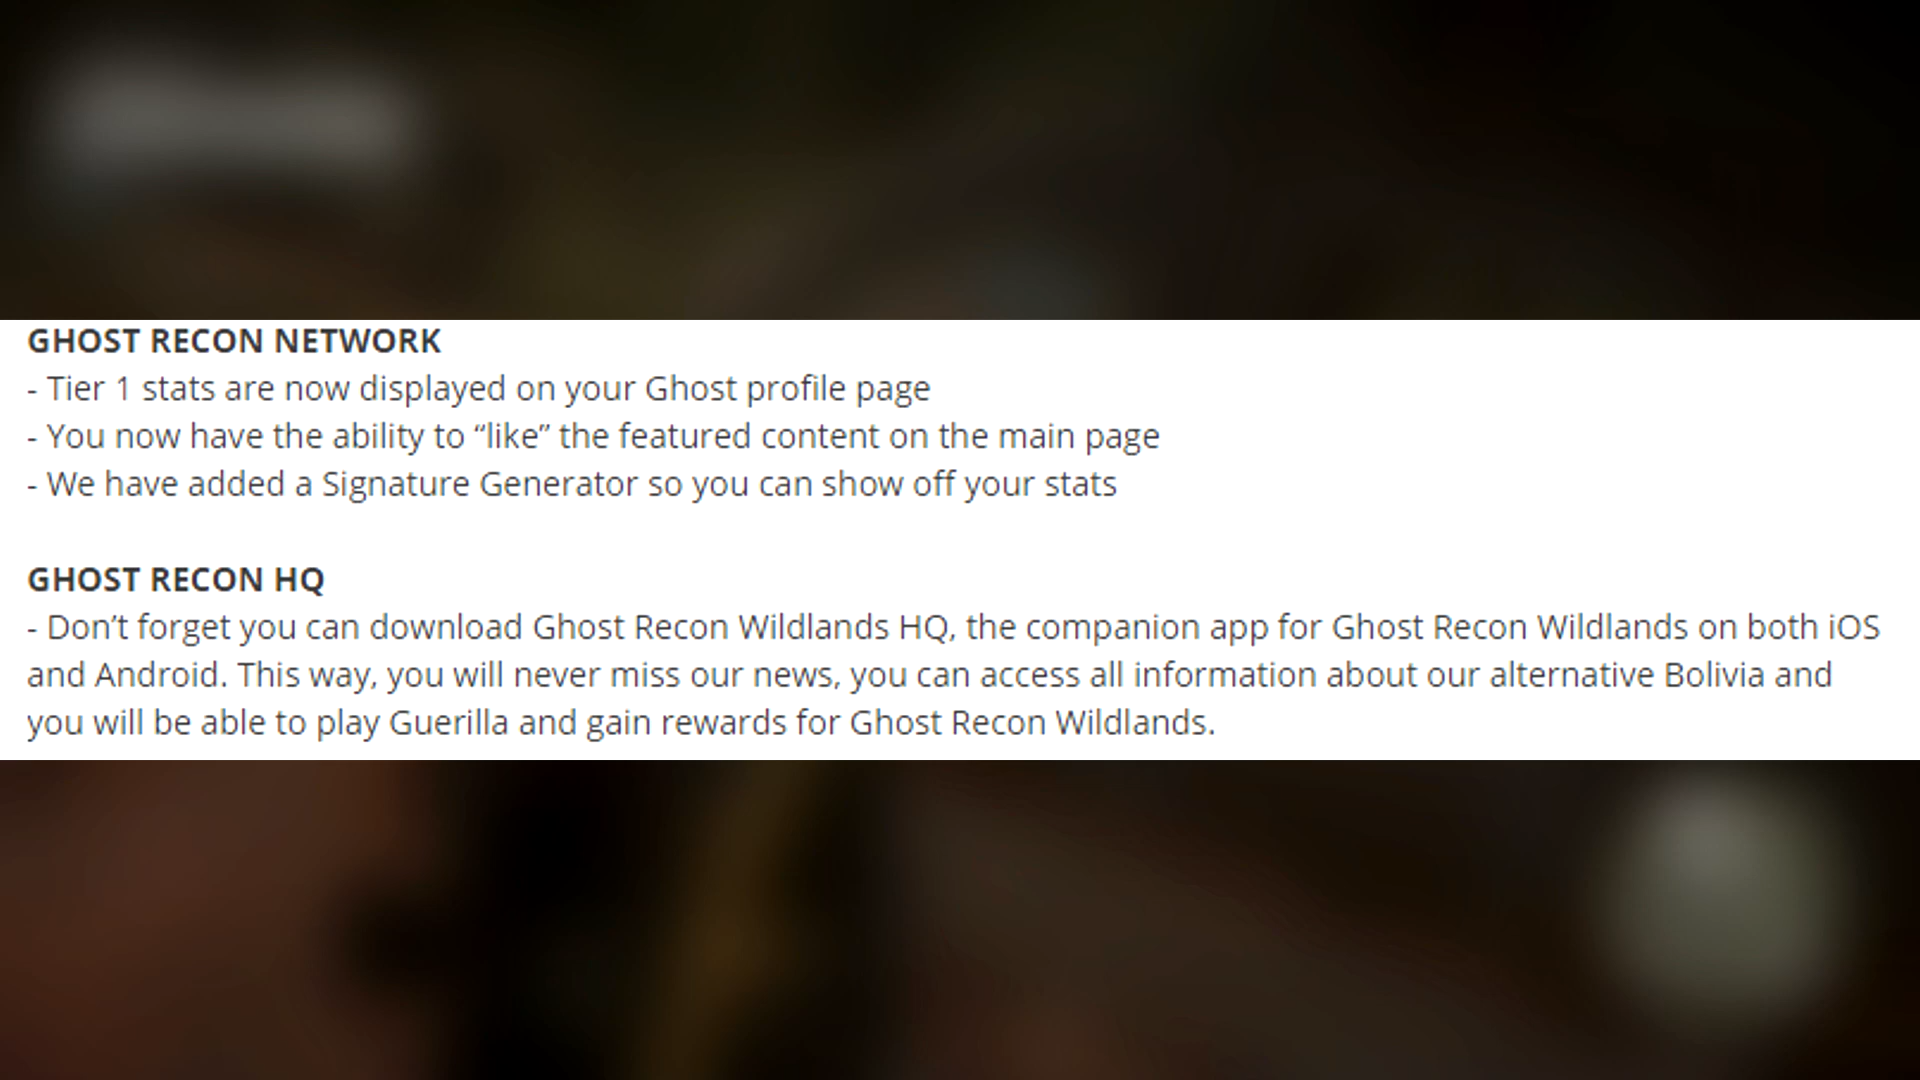 GHOST RECON NETWORK
- Tier 1 stats are now displayed on your Ghost profile page
- You now have the ability to “like” the featured content on the main page
- We have added a Signature Generator so you can show off your stats
GHOST RECON HQ
- Don’t forget you can download Ghost Recon Wildlands HQ, the companion app for Ghost Recon Wildlands on both iOS
and Android. This way, you will never miss our news, you can access all information about our alternative Bolivia and
you will be able to play Guerilla and gain rewards for Ghost Recon Wildlands.